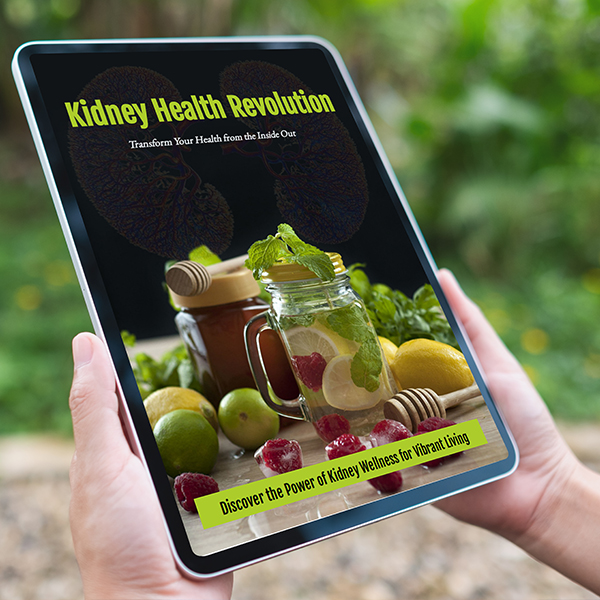 Kidney Health Revolution
Transform Your Health from the Inside Out
Discover the Power of Kidney Wellness for Vibrant Living